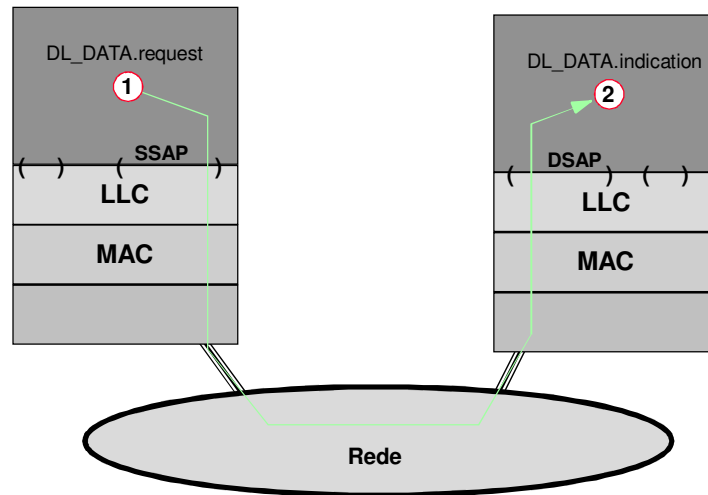 DL_DATA.request
1
( ) ( SSAP )
LLC
MAC
DL_DATA.indication
2
( DSAP ) ( )
LLC
MAC
Rede